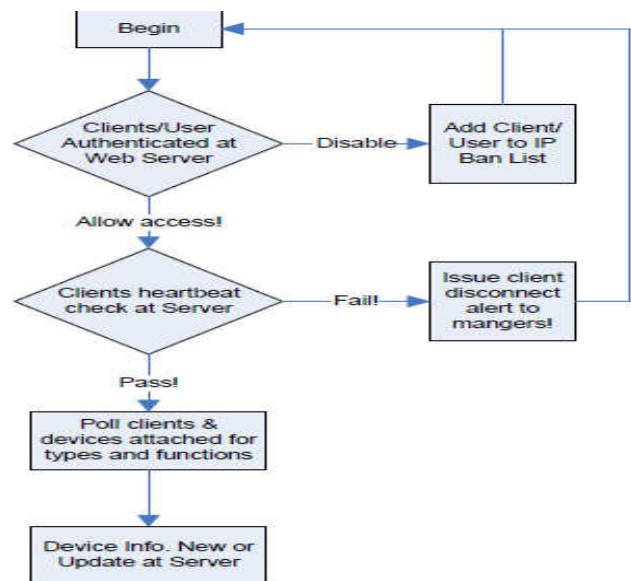 Begin
Clients/User
Authenticated at
Web Server
Disable
Add Client/
User to IP
Ban List
Allow access!
Clients heartbeat
check at Server
Fail!
Issue client
disconnect
alert to
mangers!
Pass!
Poll clients &
devices attached for
types and functions
Device Info. New or
Update at Server